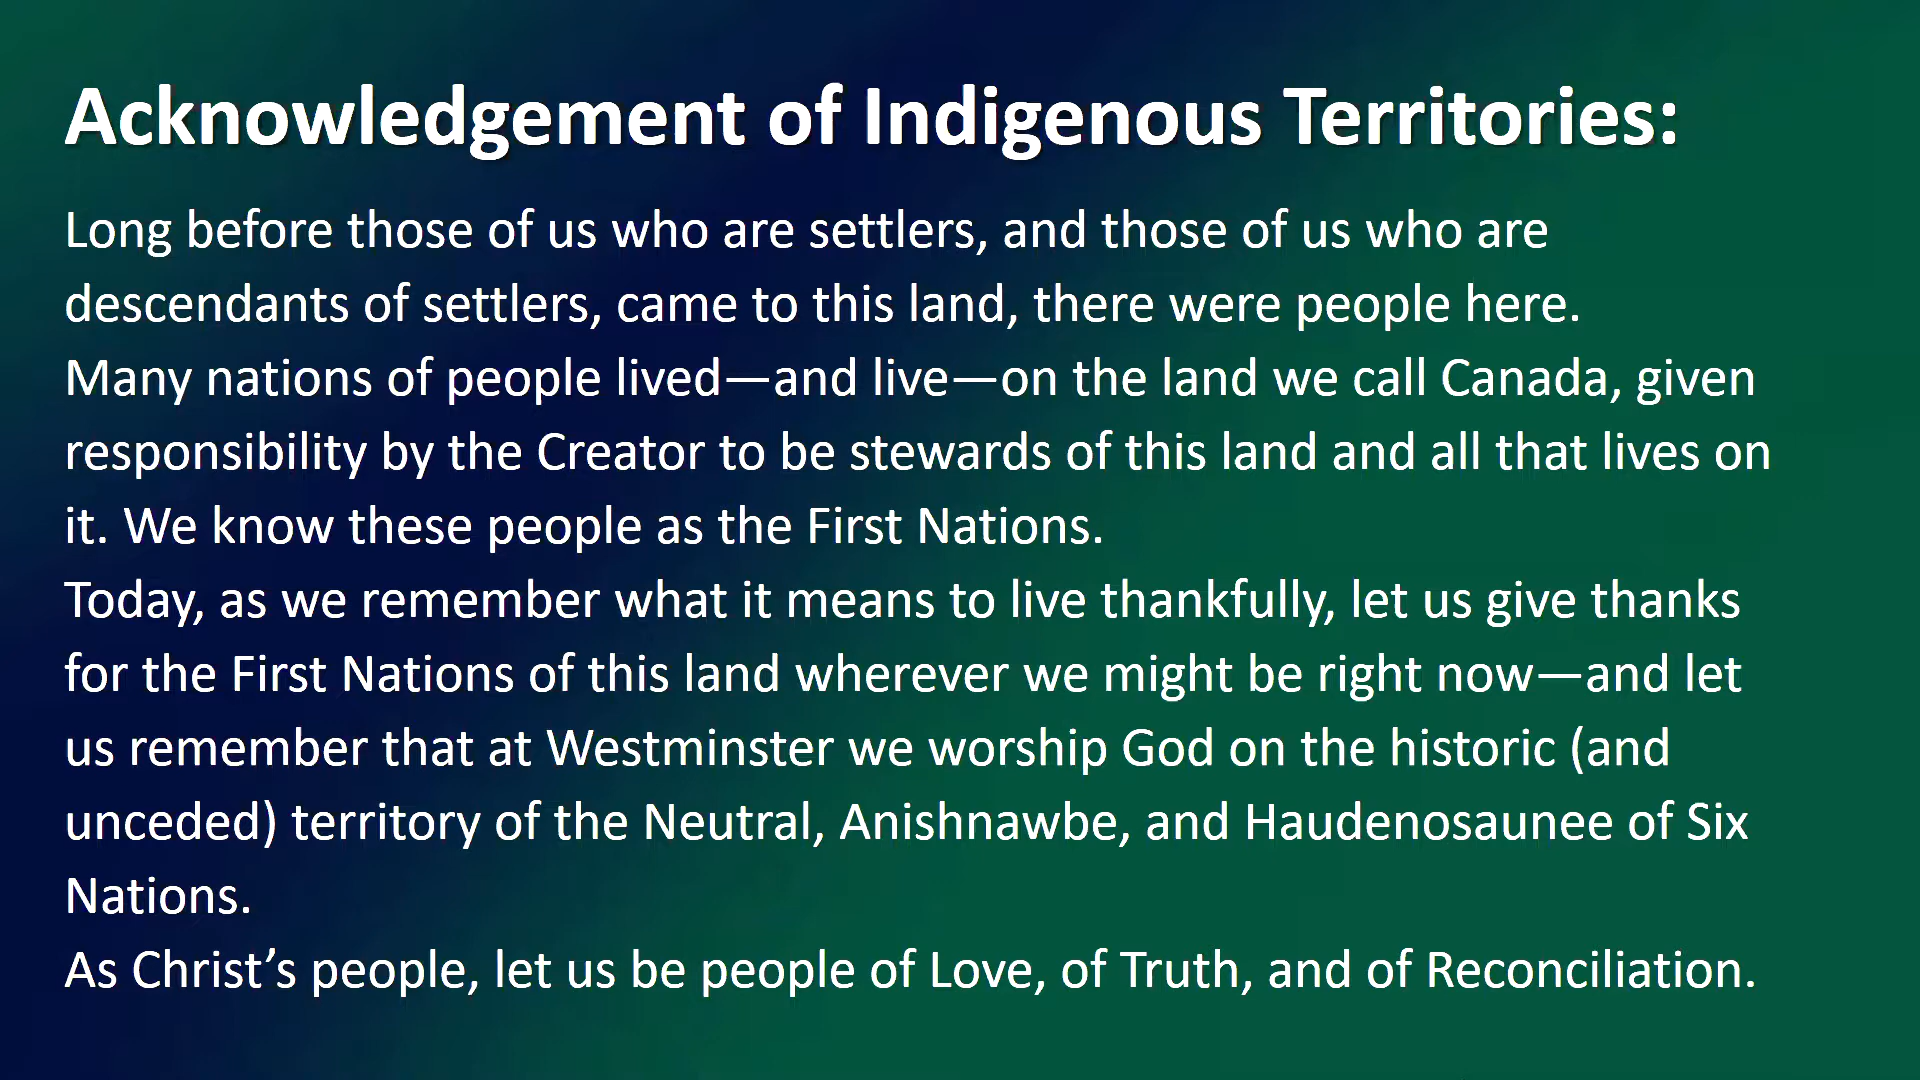 Acknowledgement of Indigenous Territories:
Long before those of us who are settlers, and those of us who are
descendants of settlers, came to this land, there were people here.
Many nations of people lived—and live—on the land we call Canada, given
responsibility by the Creator to be stewards of this land and all that lives on
it. We know these people as the First Nations.
Today, as we remember what it means to live thankfully, let us give thanks
for the First Nations of this land wherever we might be right now—and let
us remember that at Westminster we worship God on the historic (and
unceded) territory of the Neutral, Anishnawbe, and Haudenosaunee of Six
Nations.
As Christ’s people, let us be people of Love, of Truth, and of Reconciliation.